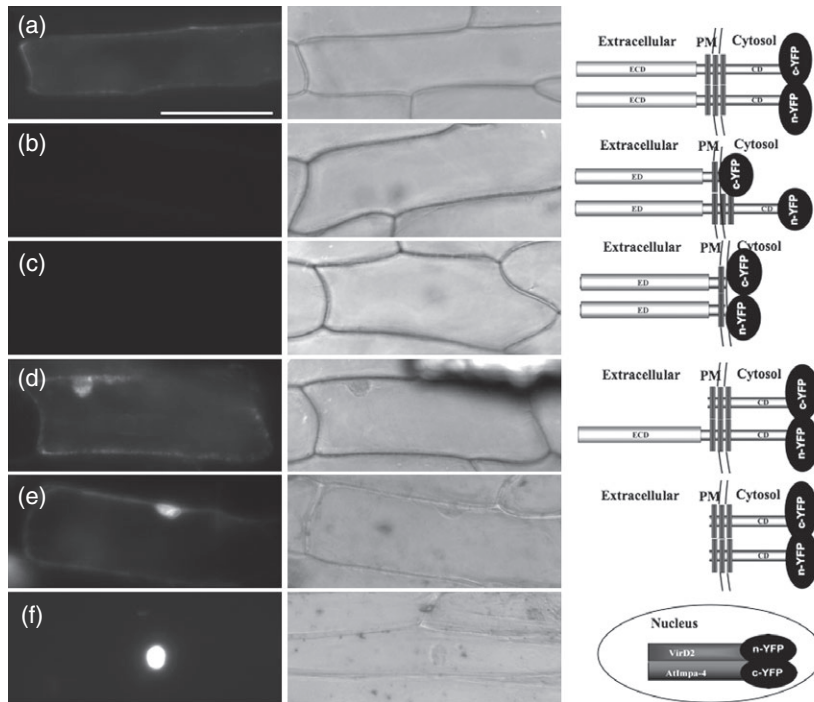 (a)
Extracellular PM Cytosol
ECD CD c-YFP
ECD CD n-YFP
(b)
Extracellular PM Cytosol
ED c-YFP
ED CD n-YFP
(c)
Extracellular PM Cytosol
ED c-YFP
ED n-YFP
(d)
Extracellular PM Cytosol
CD c-YFP
ECD CD n-YFP
(e)
Extracellular PM Cytosol
CD c-YFP
CD n-YFP
(f)
Nucleus
VirD2 n-YFP
AtImpa-4 c-YFP